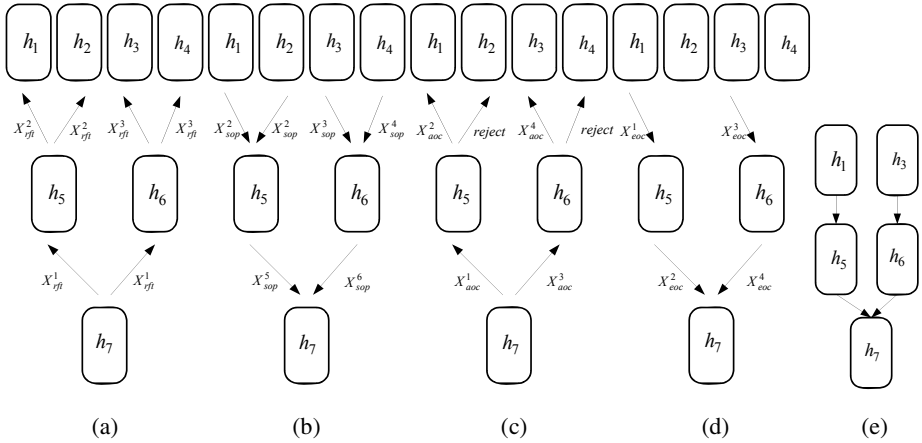 h₁ h₂ h₃ h₄ h₁ h₂ h₃ h₄ h₁ h₂ h₃ h₄ h₁ h₂ h₃ h₄
X²ᵣft X²ᵣft X³ᵣft X³ᵣft X²ₛₒₚ X²ₛₒₚ X³ₛₒₚ X⁴ₛₒₚ X²ₐₒc reject X⁴ₐₒc reject X¹ₑₒc X³ₑₒc
h₅ h₆ h₅ h₆ h₅ h₆ h₅ h₆ h₁ h₃
h₅ h₆
X¹ᵣft X¹ᵣft X⁵ₛₒₚ X⁶ₛₒₚ X¹ₐₒc X³ₐₒc X²ₑₒc X⁴ₑₒc
h₇ h₇ h₇ h₇ h₇
(a) (b) (c) (d) (e)